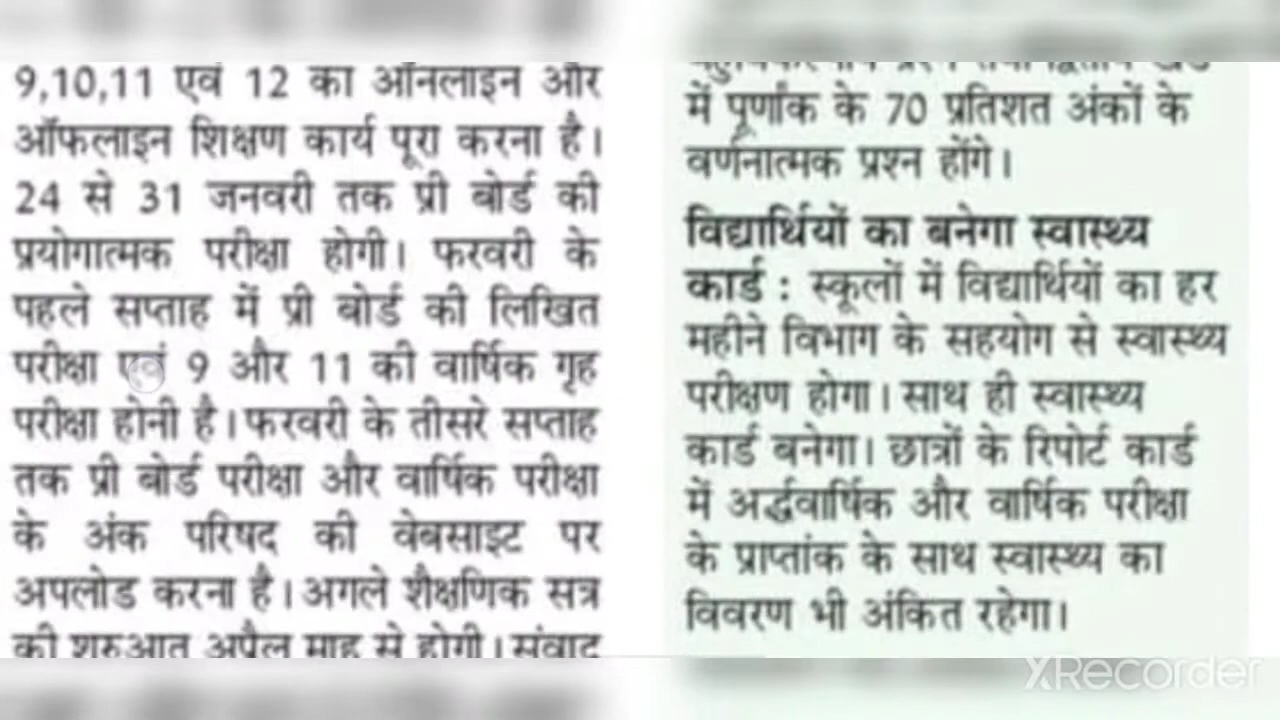 9,10,11 एवं 12 का ऑनलाइन और
ऑफलाइन शिक्षण कार्य पूरा करना है।
24 से 31 जनवरी तक प्री बोर्ड की
प्रयोगात्मक परीक्षा होगी। फरवरी के
पहले सप्ताह में प्री बोर्ड की लिखित
परीक्षा एवं 9 और 11 की वार्षिक गृह
परीक्षा होनी है। फरवरी के तीसरे सप्ताह
तक प्री बोर्ड परीक्षा और वार्षिक परीक्षा
के अंक परिषद की वेबसाइट पर
अपलोड करना है। अगले शैक्षणिक सत्र
की शुरुआत अप्रैल माह से होगी। संवाद
में पूर्णांक के 70 प्रतिशत अंकों के
वर्णनात्मक प्रश्न होंगे।
विद्यार्थियों का बनेगा स्वास्थ्य
कार्ड : स्कूलों में विद्यार्थियों का हर
महीने विभाग के सहयोग से स्वास्थ्य
परीक्षण होगा। साथ ही स्वास्थ्य
कार्ड बनेगा। छात्रों के रिपोर्ट कार्ड
में अर्द्धवार्षिक और वार्षिक परीक्षा
के प्राप्तांक के साथ स्वास्थ्य का
विवरण भी अंकित रहेगा।
XRecorder